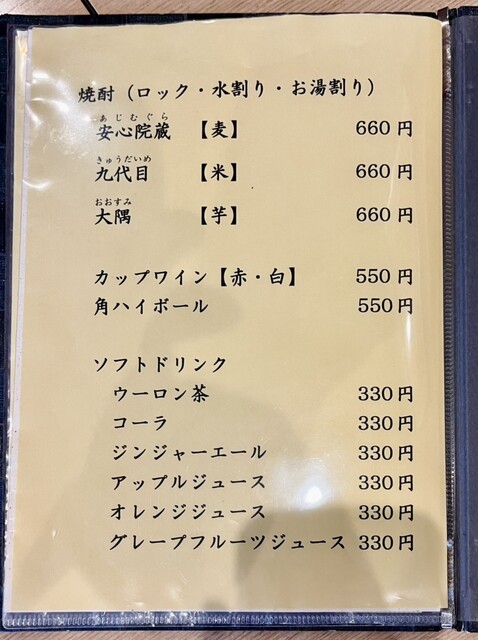 焼酎（ロック・水割り・お湯割り）
あじむぐら
安心院蔵 【麦】 660円
きゅうだいめ
九代目 【米】 660円
おおすみ
大隅 【芋】 660円
カップワイン【赤・白】 550円
角ハイボール 550円
ソフトドリンク
ウーロン茶 330円
コーラ 330円
ジンジャーエール 330円
アップルジュース 330円
オレンジジュース 330円
グレープフルーツジュース 330円